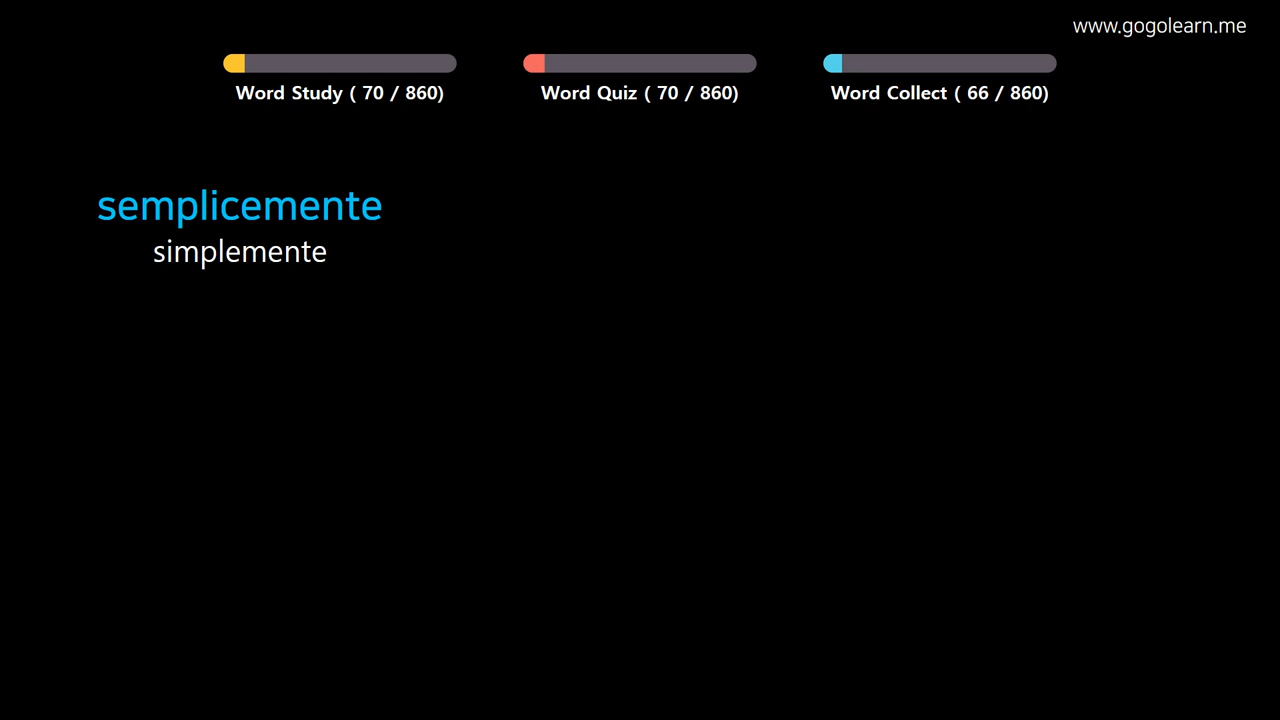 www.gogolearn.me
Word Study ( 70 / 860)
Word Quiz ( 70 / 860)
Word Collect ( 66 / 860)
semplicemente
simplemente